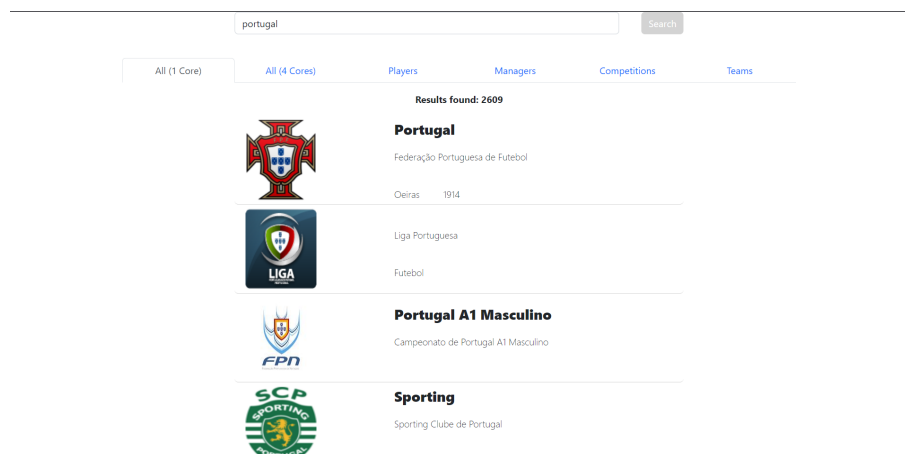 portugal
Search
All (1 Core)
All (4 Cores)
Players
Managers
Competitions
Teams
Results found: 2609
Portugal
Federação Portuguesa de Futebol
Oeiras 1914
LIGA
Liga Portuguesa
Futebol
FPN
Portugal A1 Masculino
Campeonato de Portugal A1 Masculino
SCP
SPORTING
PORTUGAL
Sporting
Sporting Clube de Portugal